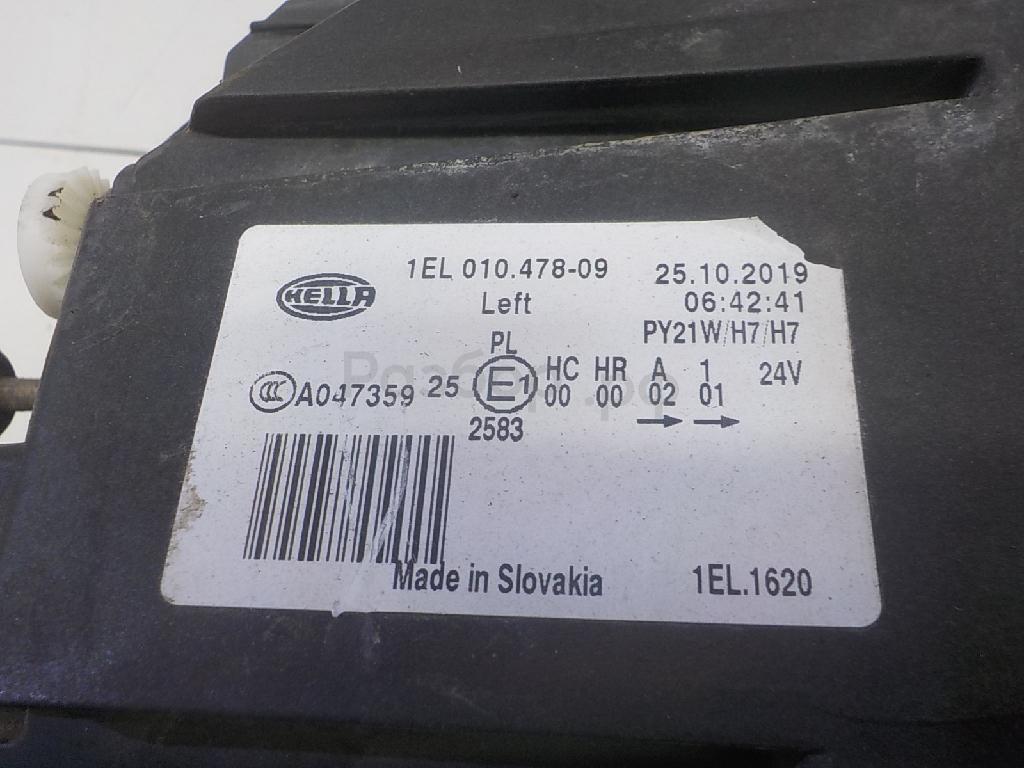 1EL 010.478-09
25.10.2019
HELLA
Left
06:42:41
PY21W/H7/H7
PL
HC HR A 1
24V
CCC A047359 25 E1 00 00 02 01
2583
Made in Slovakia
1EL.1620